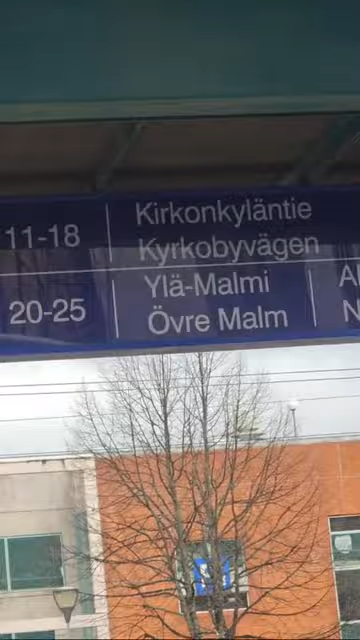 11-18
Kirkonkyläntie
Kyrkobyvägen
20-25
Ylä-Malmi
Övre Malm